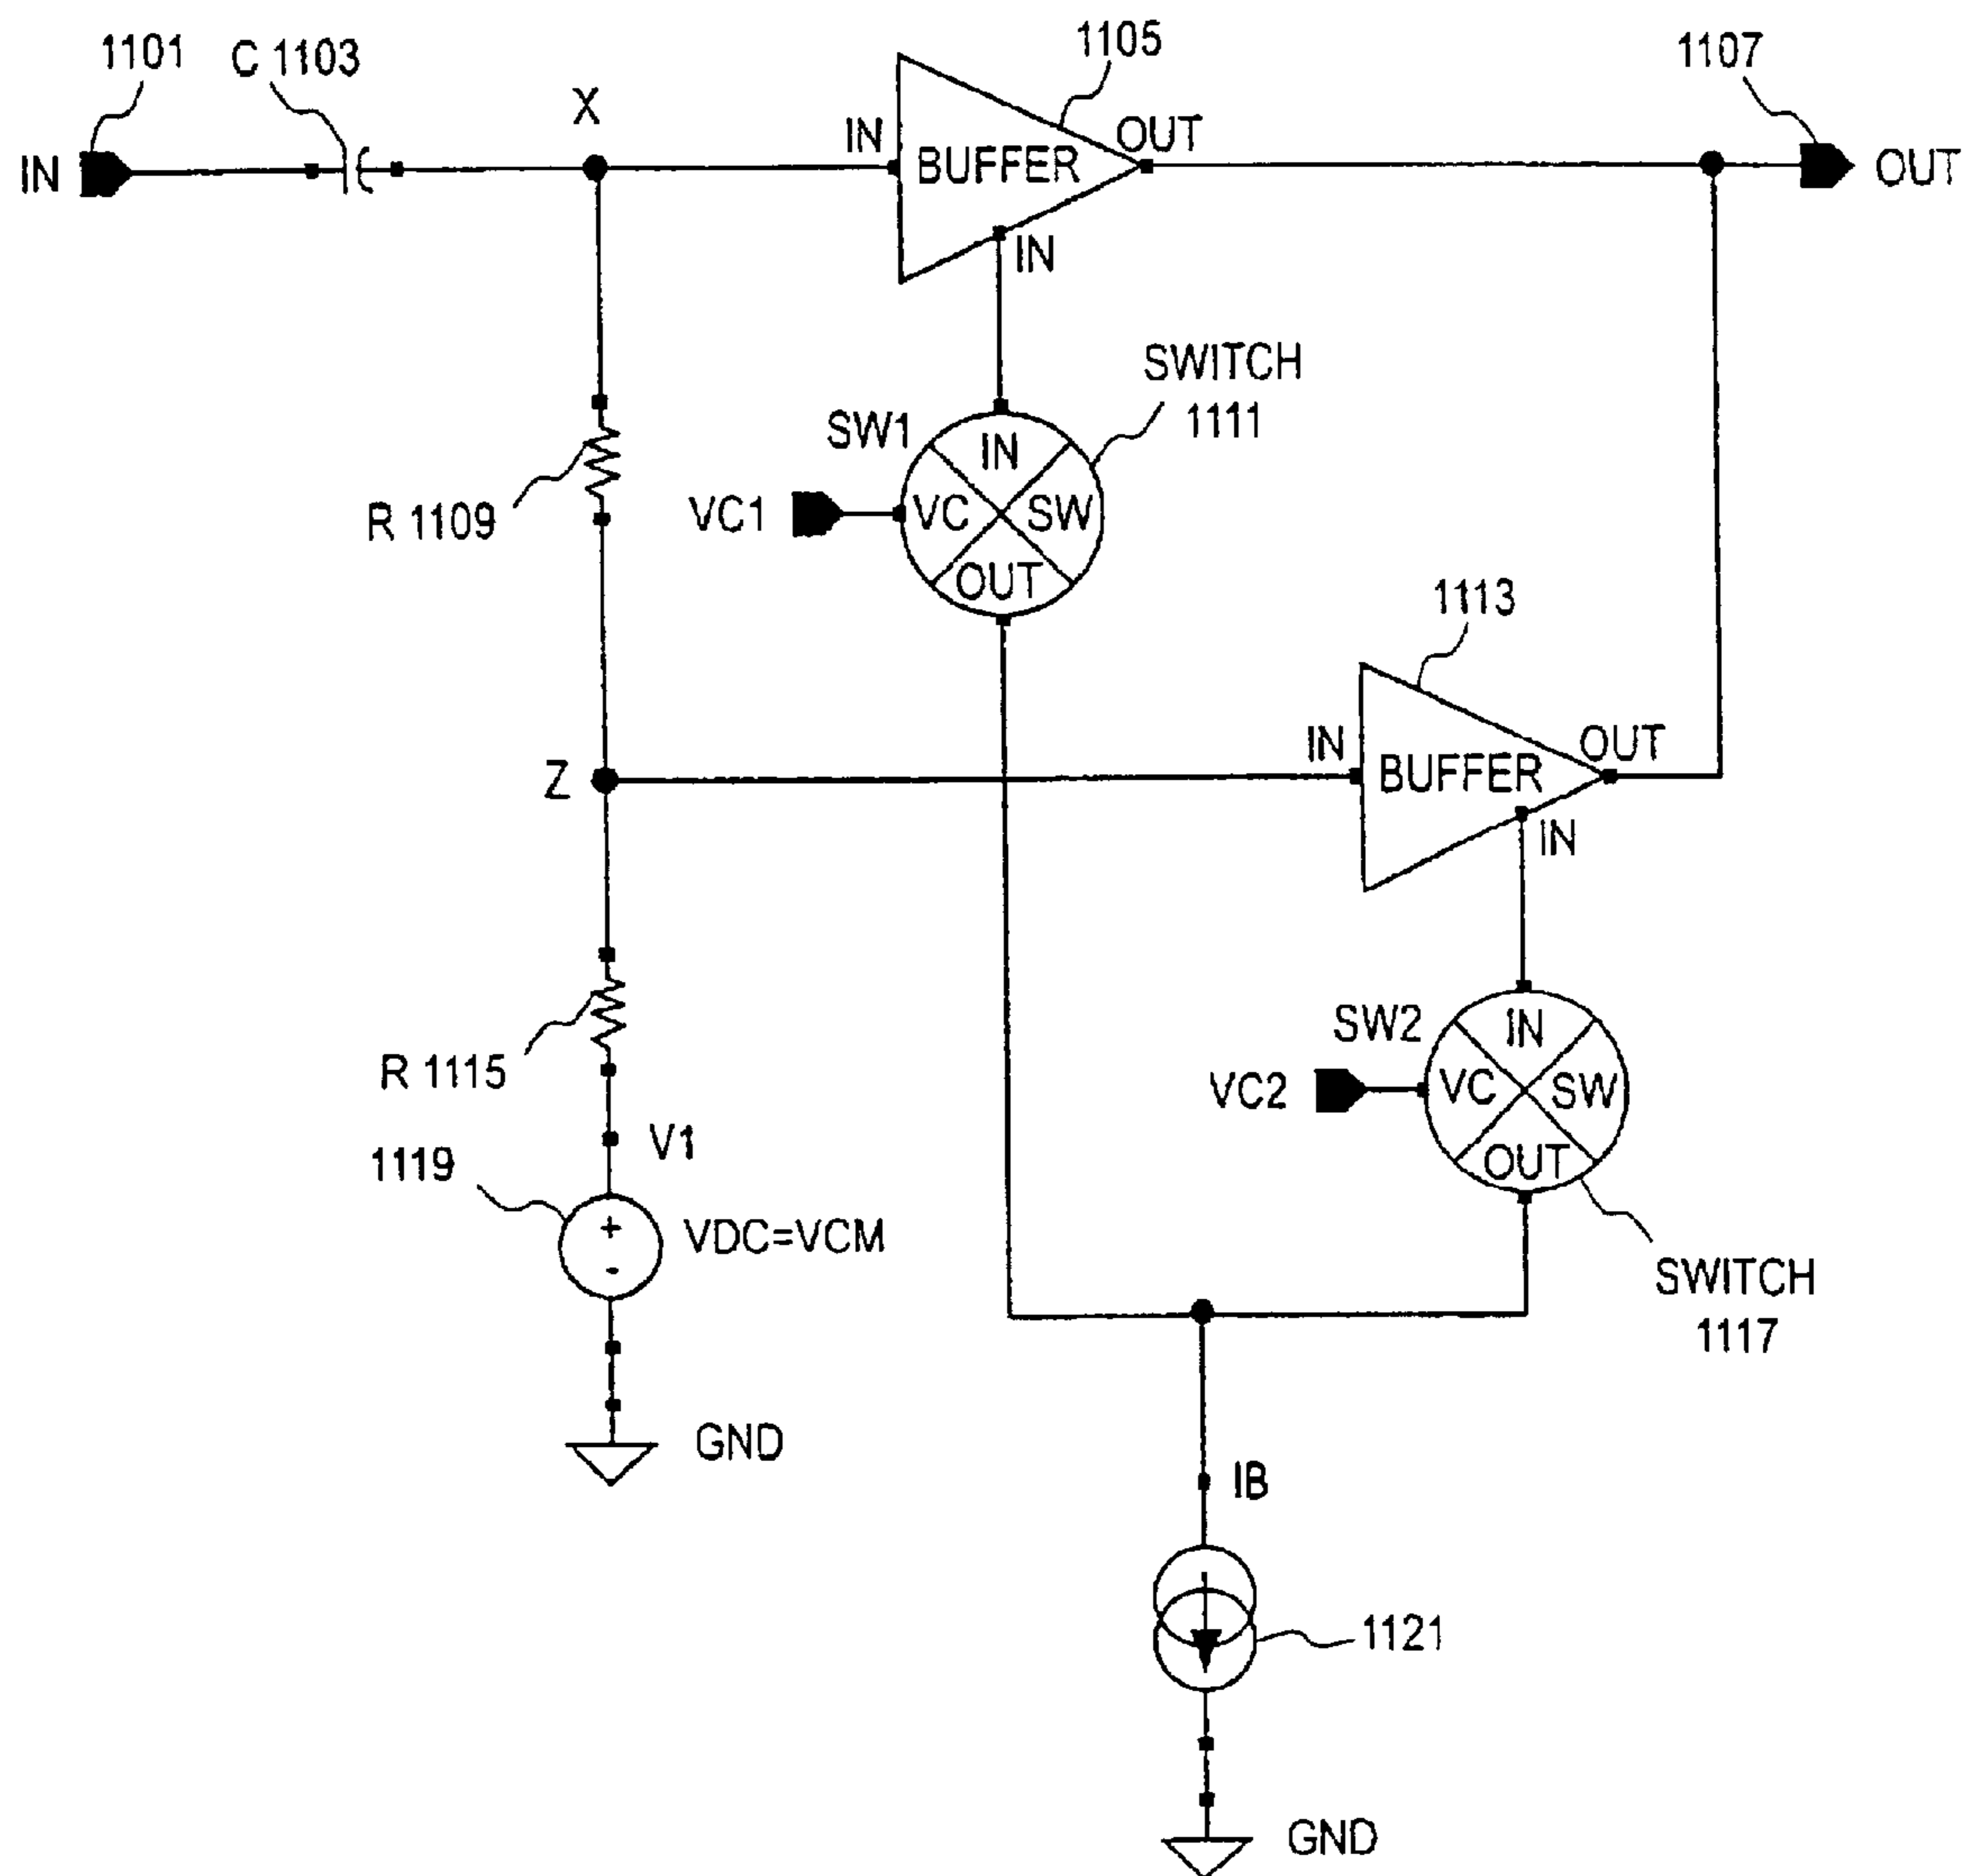 1101
C 1103
1105
1107
X
IN
IN
BUFFER
OUT
OUT
IN
SWITCH
1111
SW1
IN
VC1
VC
SW
OUT
R 1109
1113
Z
IN
BUFFER
OUT
IN
SW2
IN
VC2
VC
SW
OUT
R 1115
V1
1119
+
-
VDC=VCM
SWITCH
1117
GND
IB
1121
GND